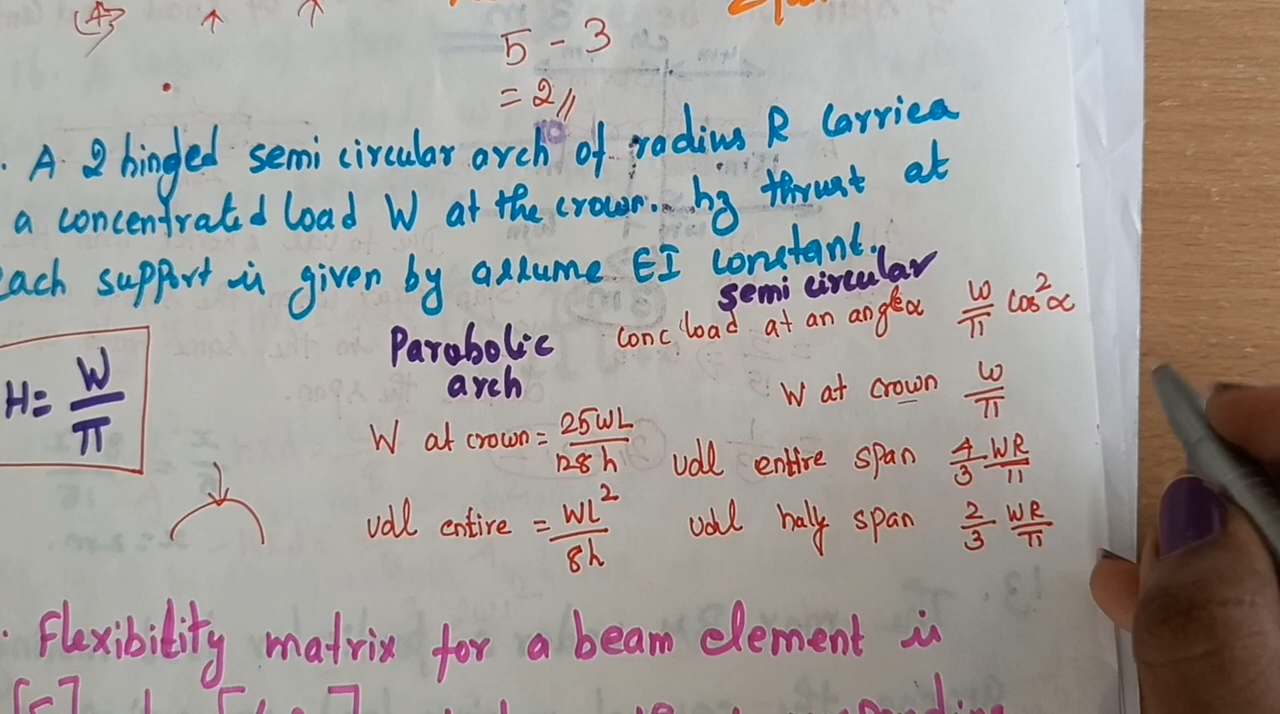 (A)
5 - 3
= 2 //
. A 2 hinged semi circular arch of radius R carries
a concentrated load W at the crown. hz thrust at
each support is given by assume EI constant.
H = W/π
Parabolic
arch
W at crown = 25WL/128h
udl entire = WL²/8h
semi circular
conc. load at an angle α W/π cos²α
W at crown W/π
udl entire span 4/3 WR/π
udl half span 2/3 WR/π
. Flexibility matrix for a beam element is